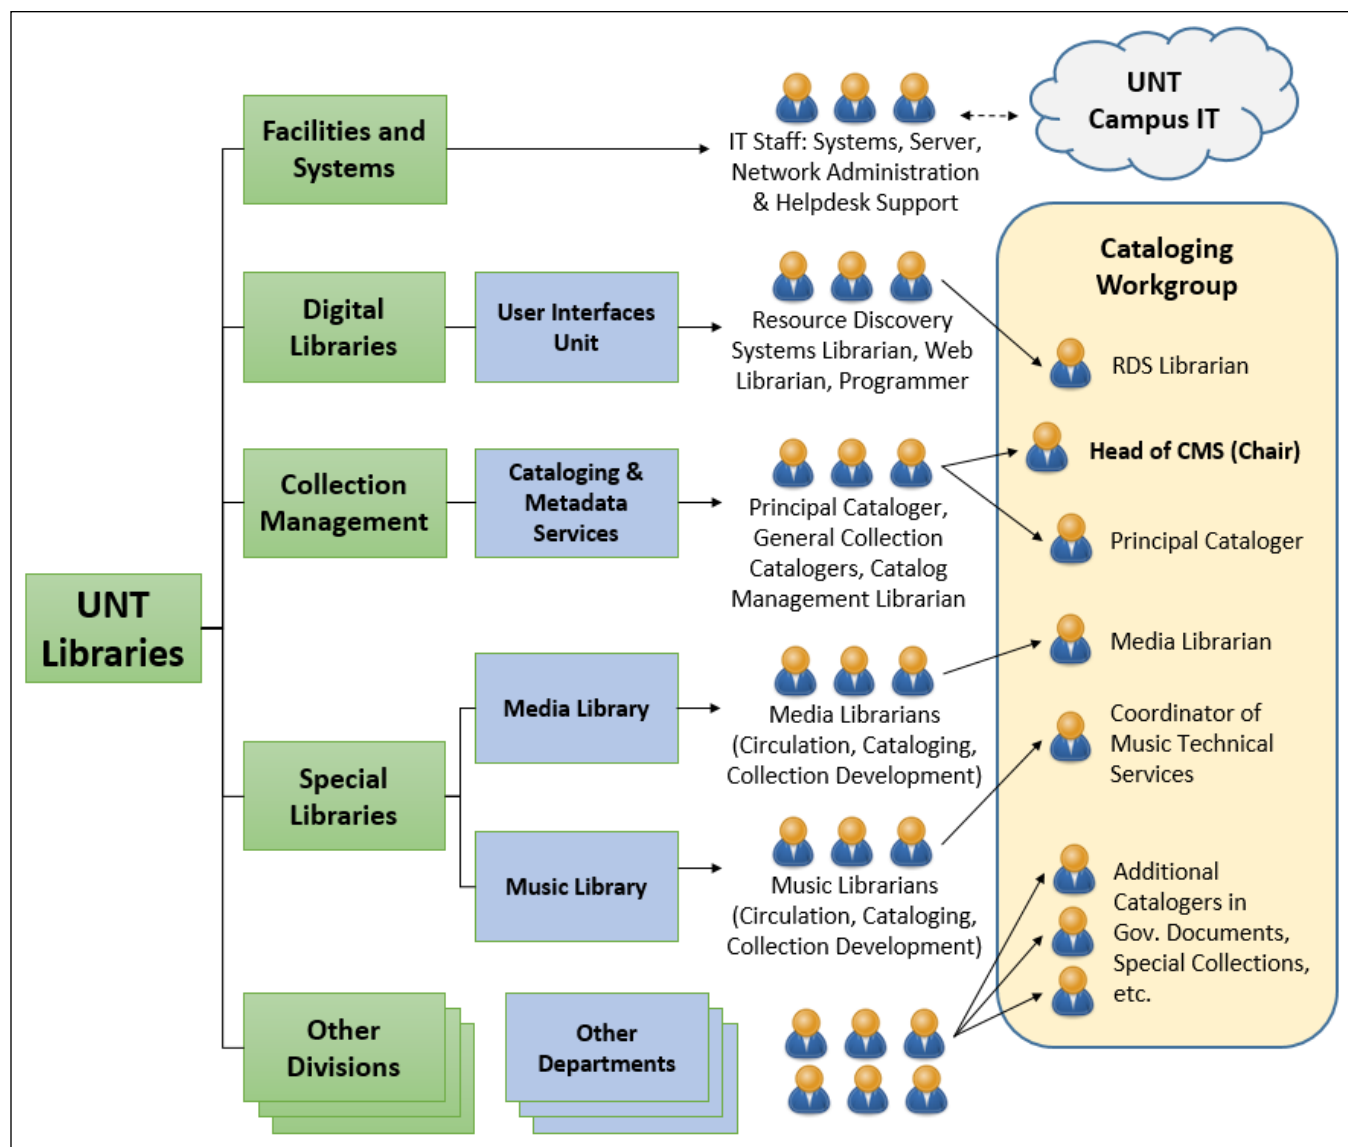 UNT
Campus IT
Facilities and
Systems
IT Staff: Systems, Server,
Network Administration
& Helpdesk Support
Cataloging
Workgroup
Digital
Libraries
User Interfaces
Unit
Resource Discovery
Systems Librarian, Web
Librarian, Programmer
RDS Librarian
Collection
Management
Cataloging &
Metadata
Services
Principal Cataloger,
General Collection
Catalogers, Catalog
Management Librarian
Head of CMS (Chair)
Principal Cataloger
UNT
Libraries
Special
Libraries
Media Library
Media Librarians
(Circulation, Cataloging,
Collection Development)
Media Librarian
Music Library
Music Librarians
(Circulation, Cataloging,
Collection Development)
Coordinator of
Music Technical
Services
Other
Divisions
Other
Departments
Additional
Catalogers in
Gov. Documents,
Special Collections,
etc.